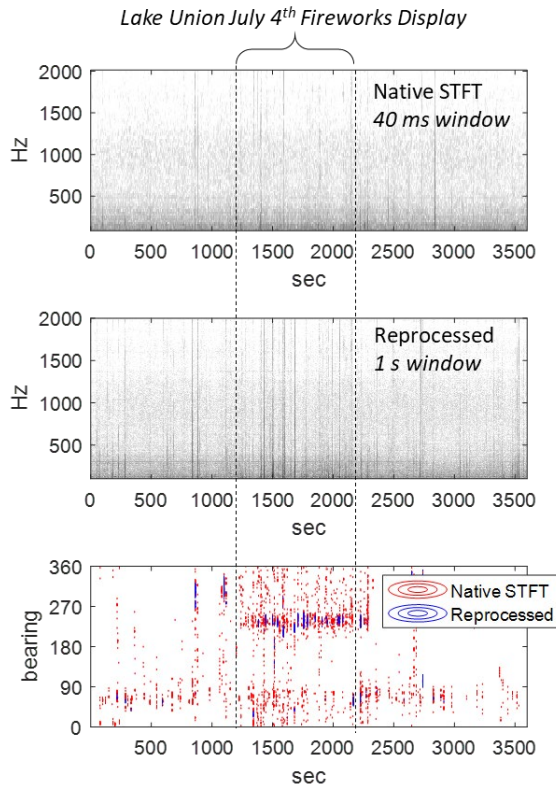 Lake Union July 4th Fireworks Display
2000
1500
1000
500
Hz
Native STFT
40 ms window
0 500 1000 1500 2000 2500 3000 3500
sec
2000
1500
1000
500
Hz
Reprocessed
1 s window
0 500 1000 1500 2000 2500 3000 3500
sec
360
270
180
90
0
bearing
Native STFT
Reprocessed
500 1000 1500 2000 2500 3000 3500
sec